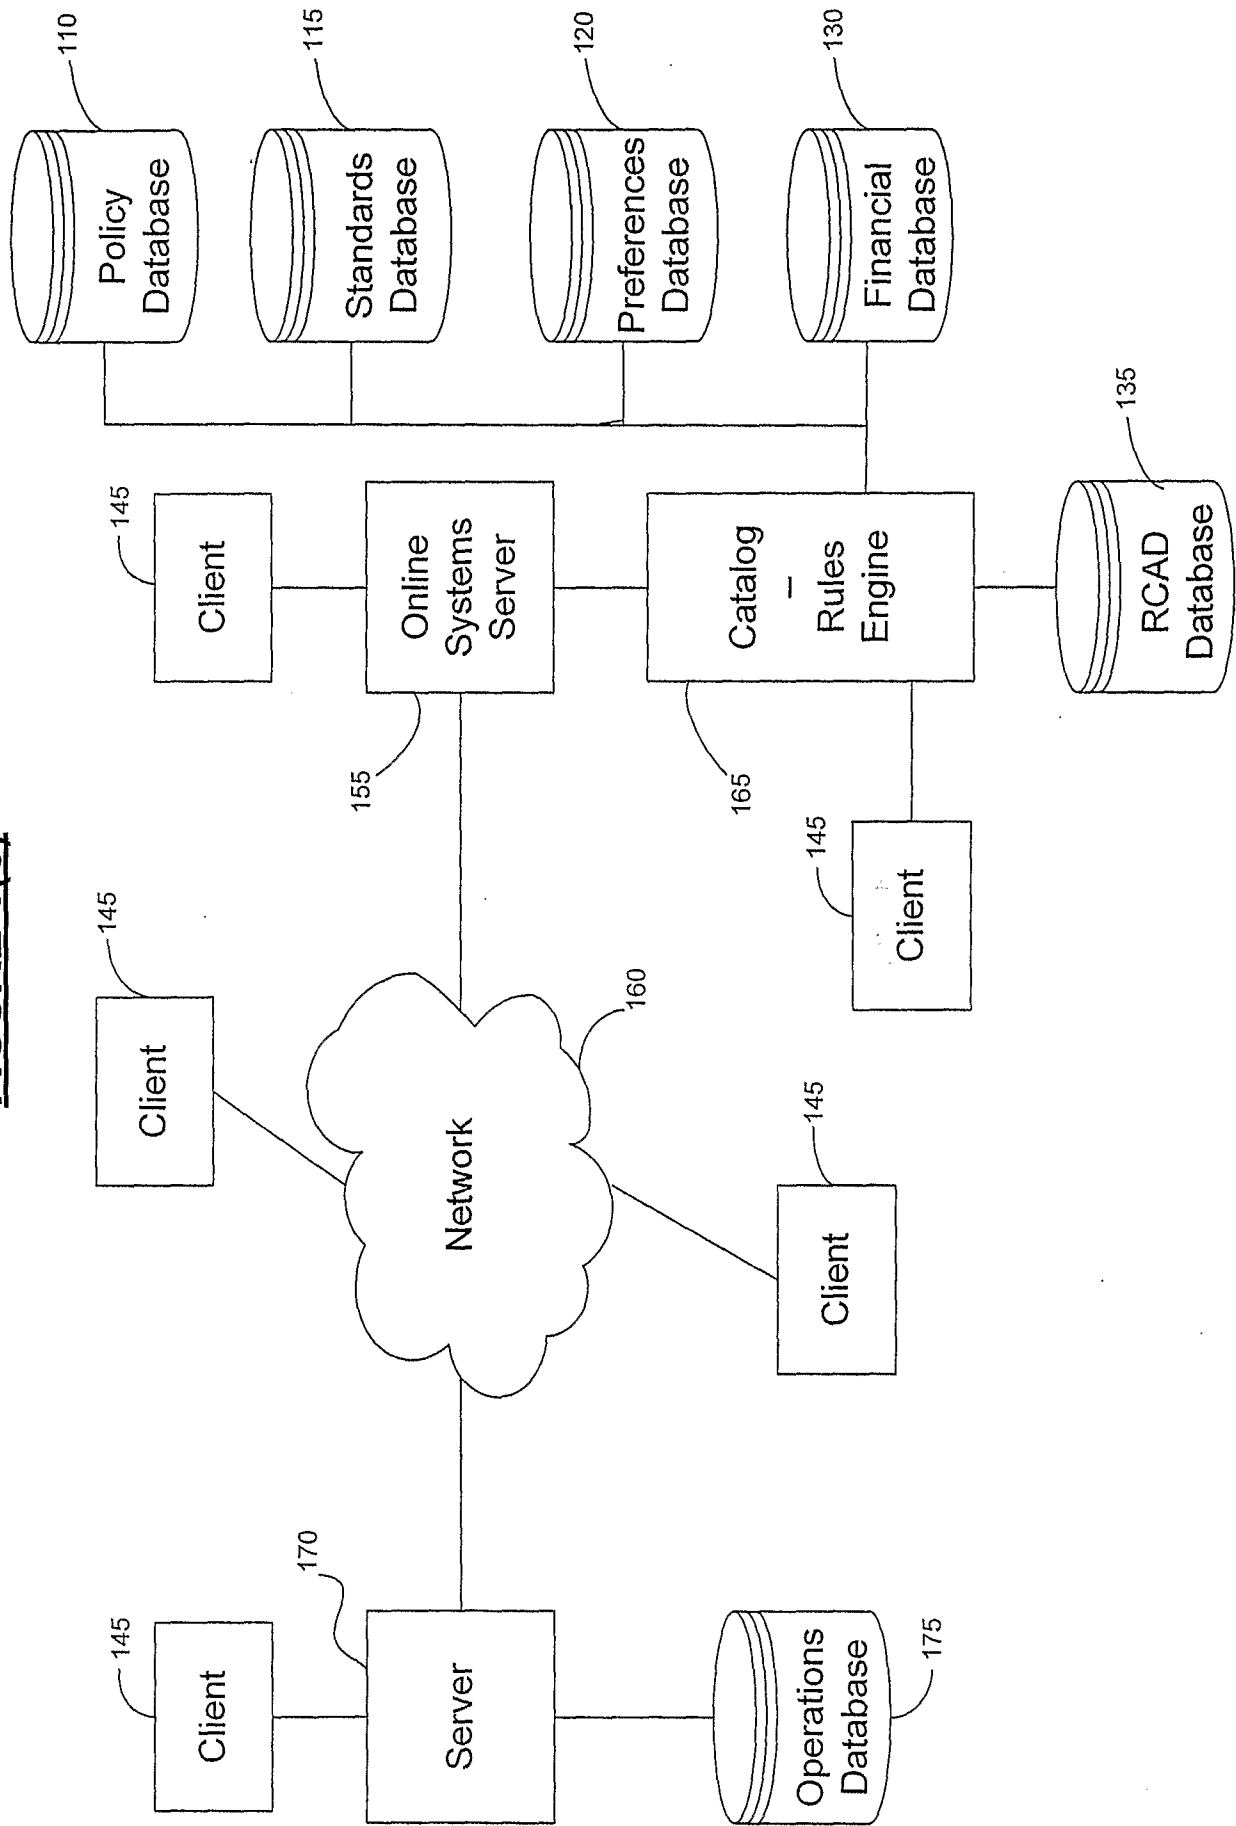 145
Client
170
Server
Operations
Database
175
145
Client
Network
160
145
Client
145
Client
155
Online
Systems
Server
165
Catalog
–
Rules
Engine
145
Client
135
RCAD
Database
110
Policy
Database
115
Standards
Database
120
Preferences
Database
130
Financial
Database